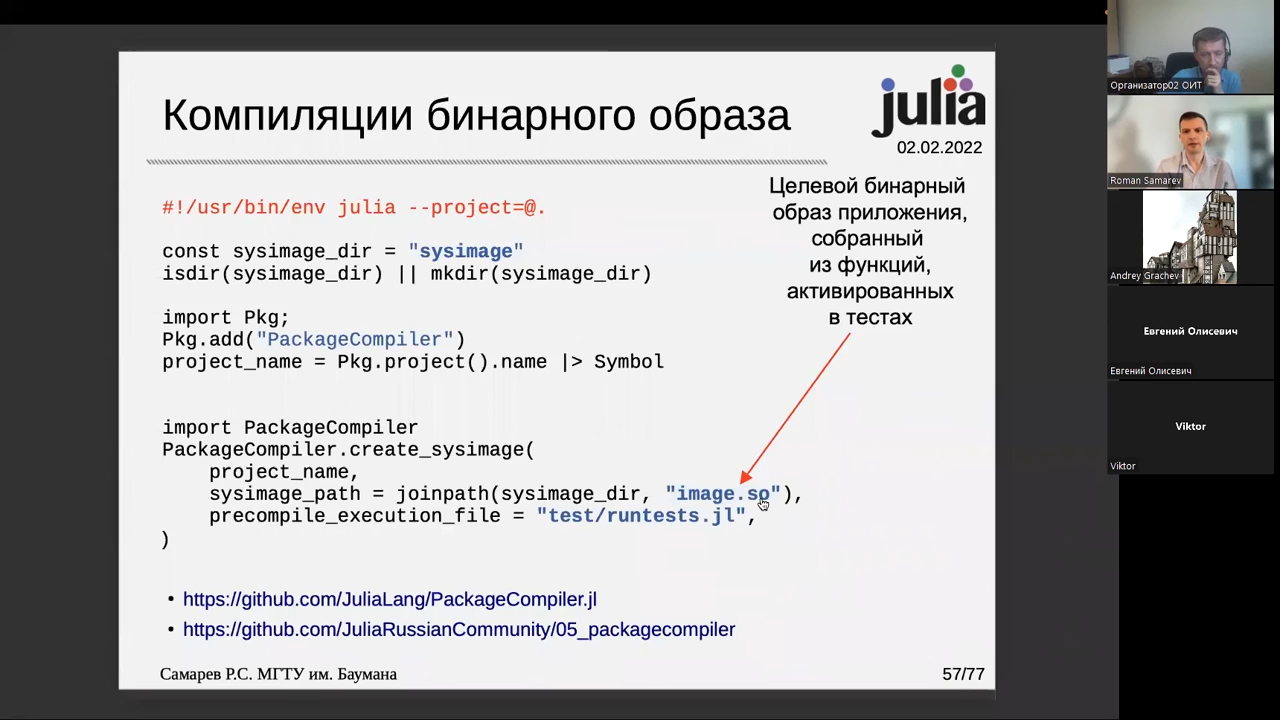 Компиляции бинарного образа
julia
02.02.2022
#!/usr/bin/env julia --project=@.
const sysimage_dir = "sysimage"
isdir(sysimage_dir) || mkdir(sysimage_dir)
import Pkg;
Pkg.add("PackageCompiler")
project_name = Pkg.project().name |> Symbol
import PackageCompiler
PackageCompiler.create_sysimage(
project_name,
sysimage_path = joinpath(sysimage_dir, "image.so"),
precompile_execution_file = "test/runtests.jl",
)
Целевой бинарный
образ приложения,
собранный
из функций,
активированных
в тестах
• https://github.com/JuliaLang/PackageCompiler.jl
• https://github.com/JuliaRussianCommunity/05_packagecompiler
Самарев Р.С. МГТУ им. Баумана
57/77
Организатор02 ОИТ
Roman Samarev
Andrey Grachev
Евгений Олисевич
Евгений Олисевич
Viktor
Viktor